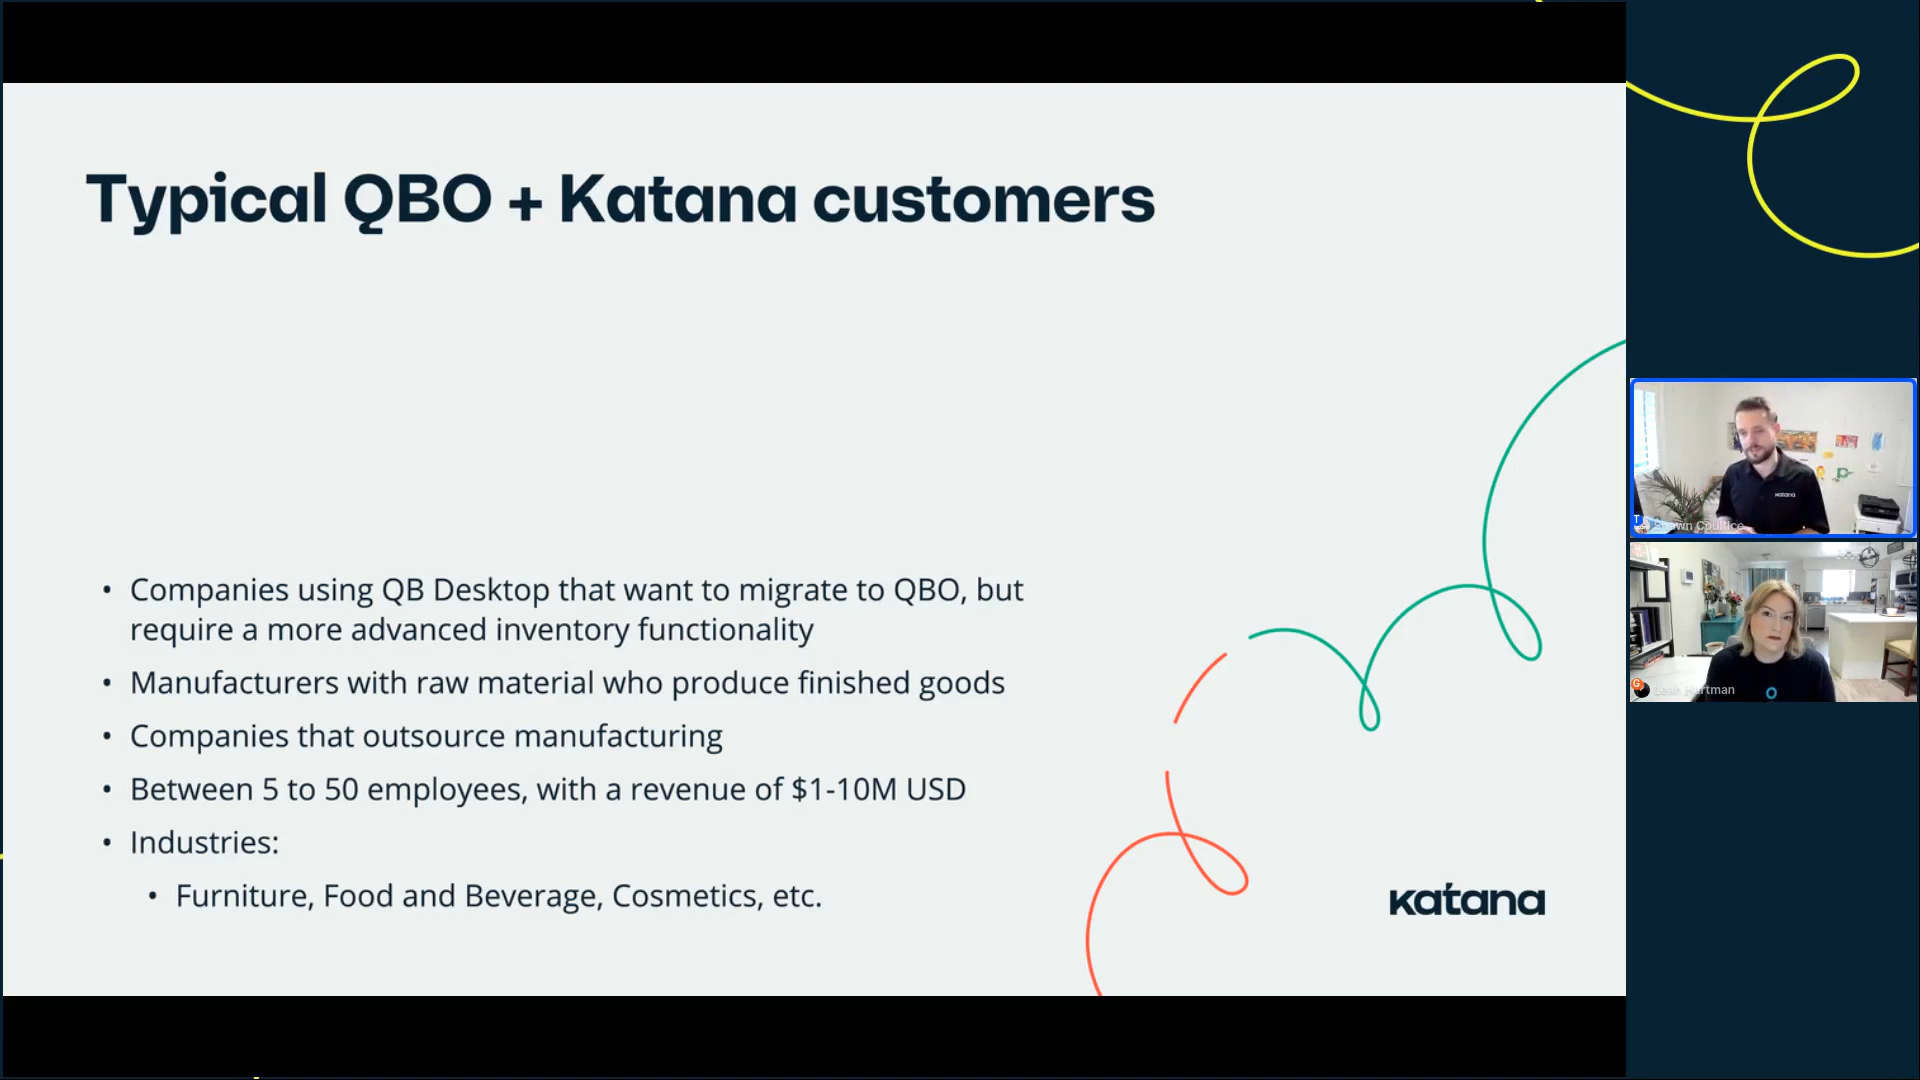 Typical QBO + Katana customers
• Companies using QB Desktop that want to migrate to QBO, but
require a more advanced inventory functionality
• Manufacturers with raw material who produce finished goods
• Companies that outsource manufacturing
• Between 5 to 50 employees, with a revenue of $1-10M USD
• Industries:
• Furniture, Food and Beverage, Cosmetics, etc.
katana
katana
Hartman